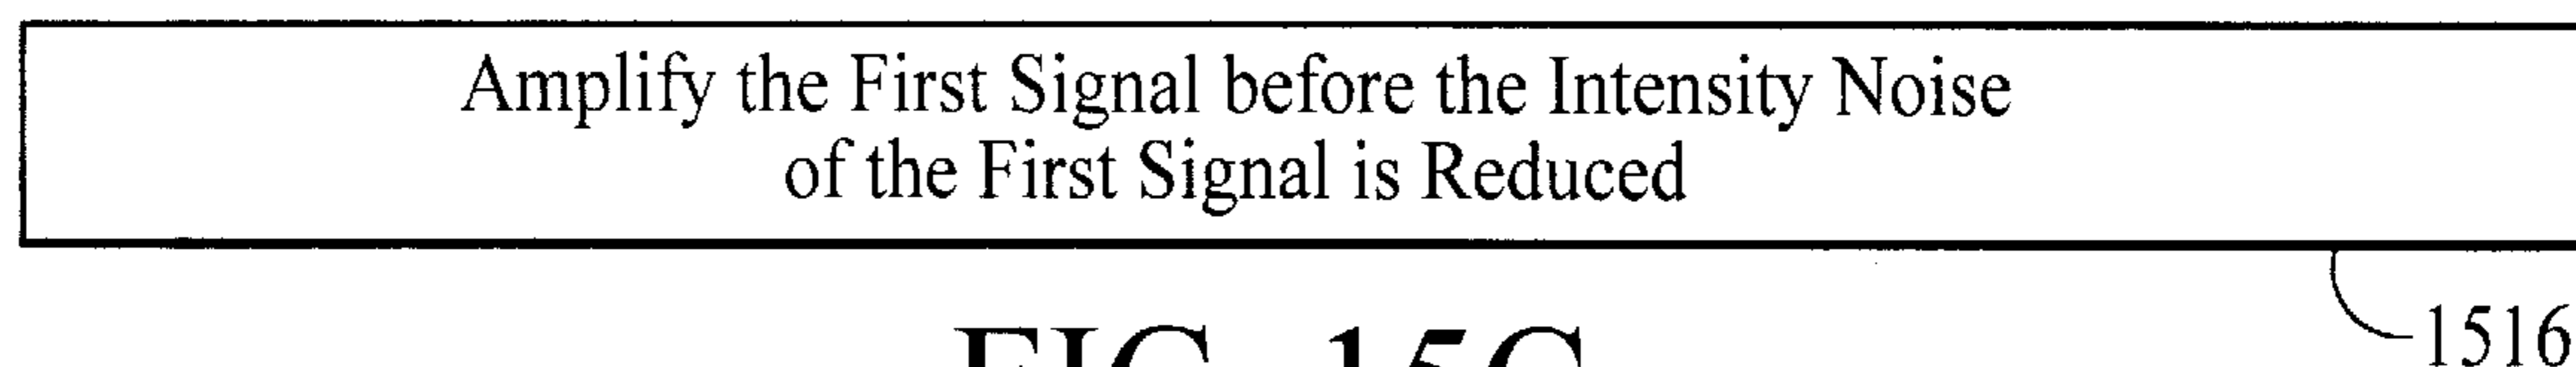 Amplify the First Signal before the Intensity Noise
of the First Signal is Reduced
1516